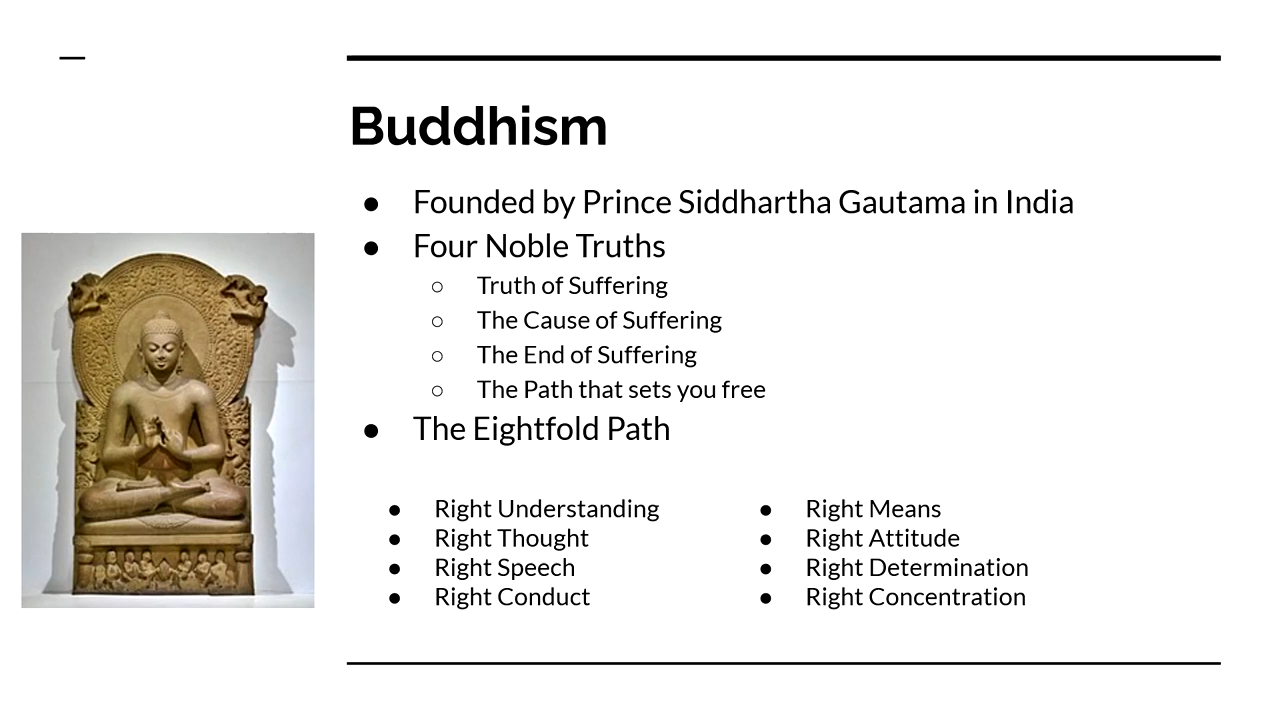 Buddhism
● Founded by Prince Siddhartha Gautama in India
● Four Noble Truths
○ Truth of Suffering
○ The Cause of Suffering
○ The End of Suffering
○ The Path that sets you free
● The Eightfold Path
● Right Understanding
● Right Thought
● Right Speech
● Right Conduct
● Right Means
● Right Attitude
● Right Determination
● Right Concentration